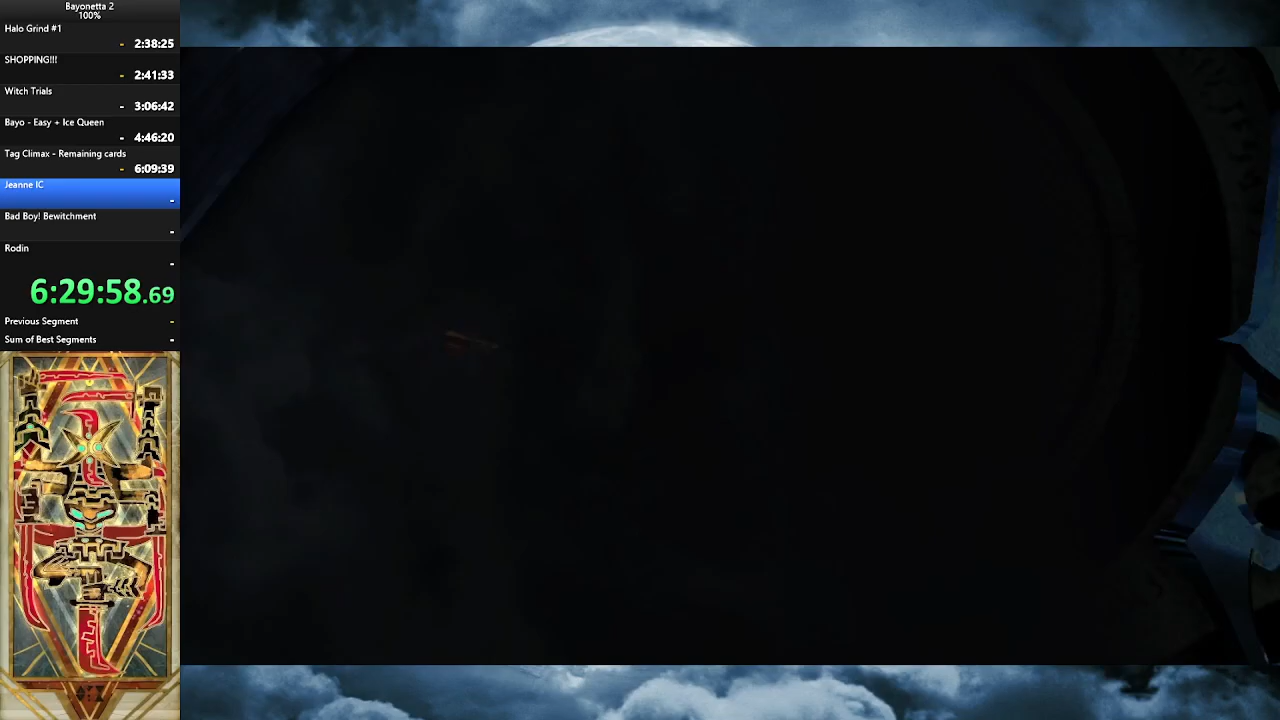 Bayonetta 2
100%
Halo Grind #1
- 2:38:25
SHOPPING!!!
- 2:41:33
Witch Trials
- 3:06:42
Bayo - Easy + Ice Queen
- 4:46:20
Tag Climax - Remaining cards
- 6:09:39
Jeanne IC
-
Bad Boy! Bewitchment
-
Rodin
-
6:29:58.69
Previous Segment -
Sum of Best Segments -